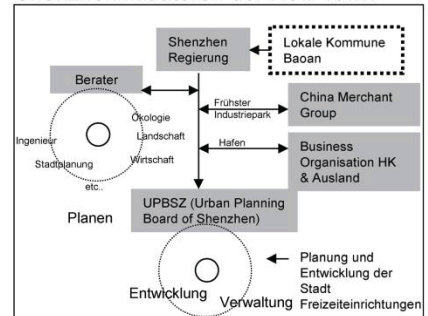 Shenzhen
Regierung
Lokale Kommune
Baoan
Berater
Frühster
Industriepark
China Merchant
Group
Ökologie
Landschaft
Ingenieur
Stadtplanung
Wirtschaft
etc..
Hafen
Business
Organisation HK
& Ausland
Planen
UPBSZ (Urban Planning
Board of Shenzhen)
Planung und
Entwicklung der
Stadt
Freizeiteinrichtungen
Entwicklung
Verwaltung